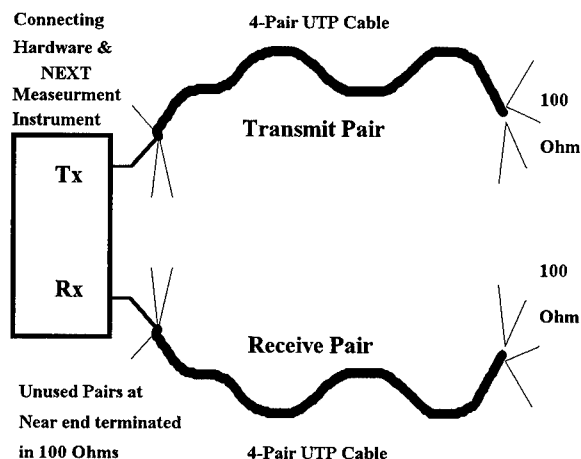 Connecting
Hardware &
NEXT
Measeurment
Instrument
4-Pair UTP Cable
Transmit Pair
100
Ohm
Tx
Rx
100
Ohm
Receive Pair
Unused Pairs at
Near end terminated
in 100 Ohms
4-Pair UTP Cable